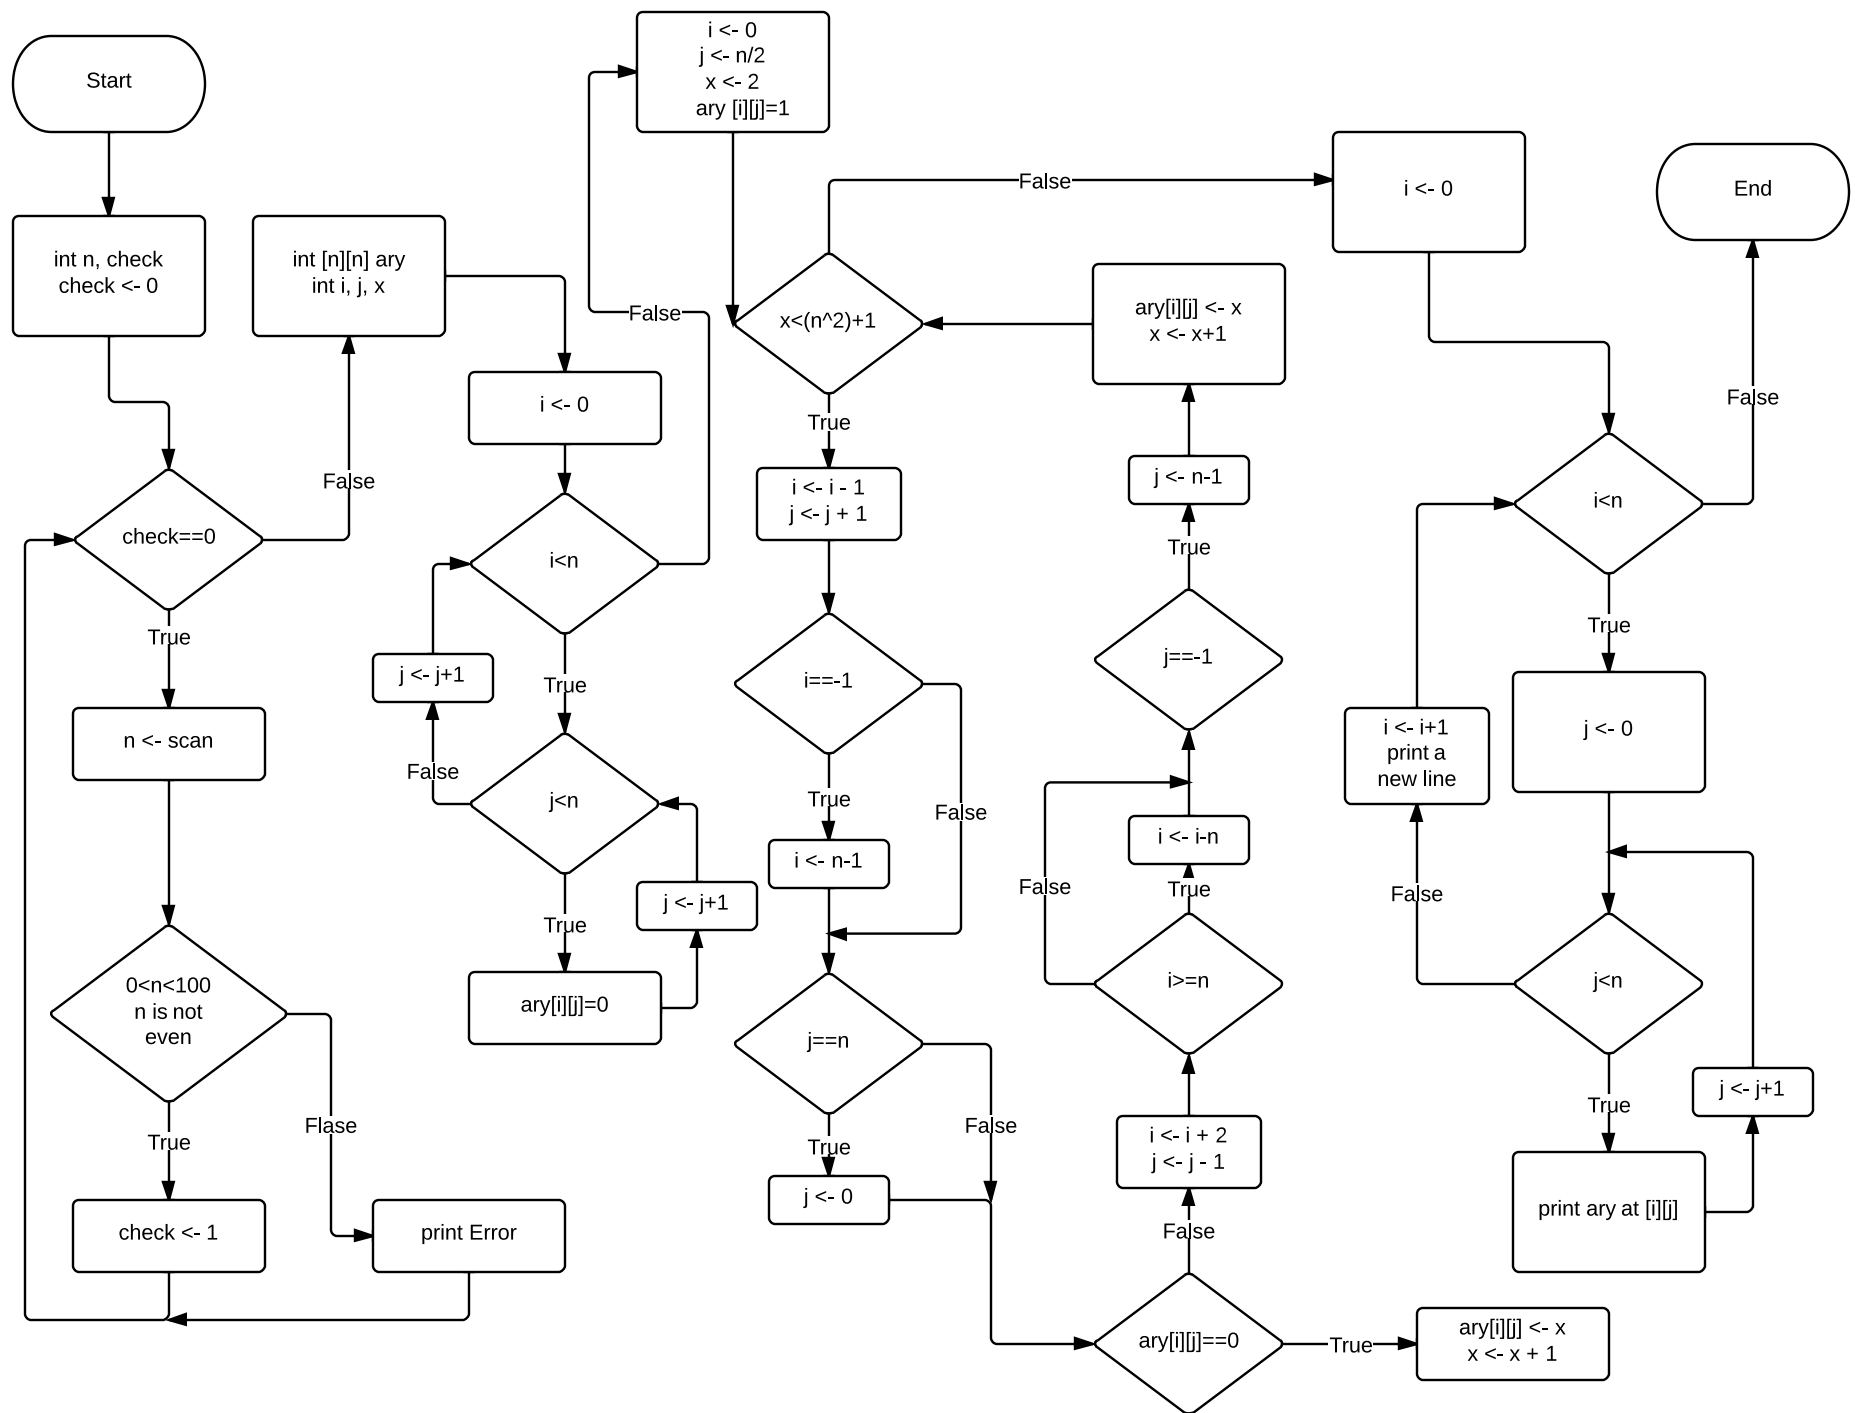 Start
int n, check
check <- 0
check==0
True
False
n <- scan
0<n<100
n is not
even
True
Flase
check <- 1
print Error
int [n][n] ary
int i, j, x
i <- 0
i<n
True
False
j<n
True
False
j <- j+1
ary[i][j]=0
j <- j+1
i <- 0
j <- n/2
x <- 2
ary [i][j]=1
x<(n^2)+1
True
False
i <- i - 1
j <- j + 1
i==-1
True
False
i <- n-1
j==n
True
False
j <- 0
ary[i][j]==0
True
False
ary[i][j] <- x
x <- x + 1
i <- i + 2
j <- j - 1
i>=n
True
False
i <- i-n
j==-1
True
j <- n-1
ary[i][j] <- x
x <- x+1
i <- 0
i<n
True
False
j <- 0
j<n
True
False
print ary at [i][j]
j <- j+1
i <- i+1
print a
new line
End